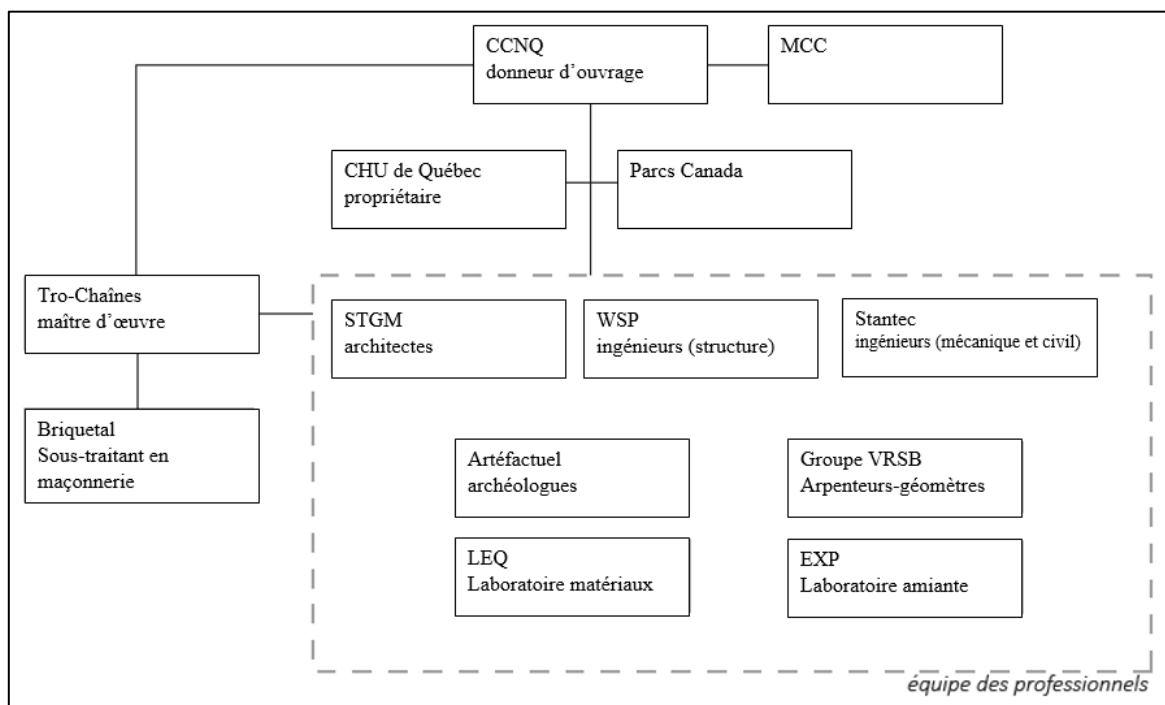 CCNQ
donneur d’ouvrage
MCC
CHU de Québec
propriétaire
Parcs Canada
Tro-Chaînes
maître d’œuvre
STGM
architectes
WSP
ingénieurs (structure)
Stantec
ingénieurs (mécanique et civil)
Briquetal
Sous-traitant en
maçonnerie
Artéfactuel
archéologues
Groupe VRSB
Arpenteurs-géomètres
LEQ
Laboratoire matériaux
EXP
Laboratoire amiante
équipe des professionnels